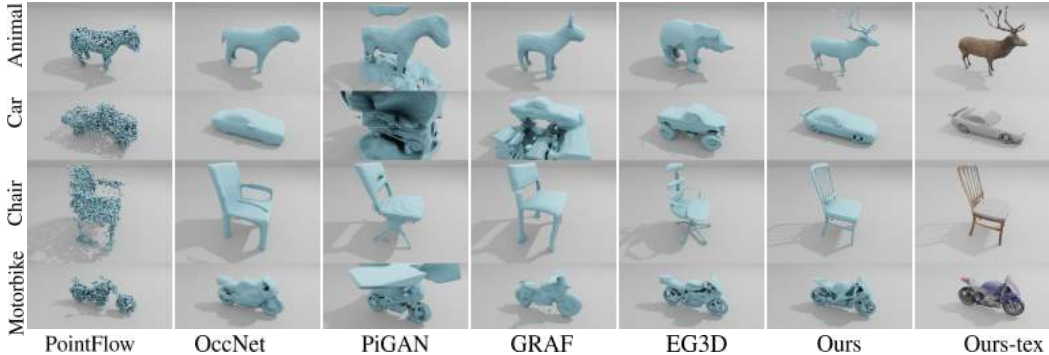 Animal
Car
Chair
Motorbike
PointFlow OccNet PiGAN GRAF EG3D Ours Ours-tex